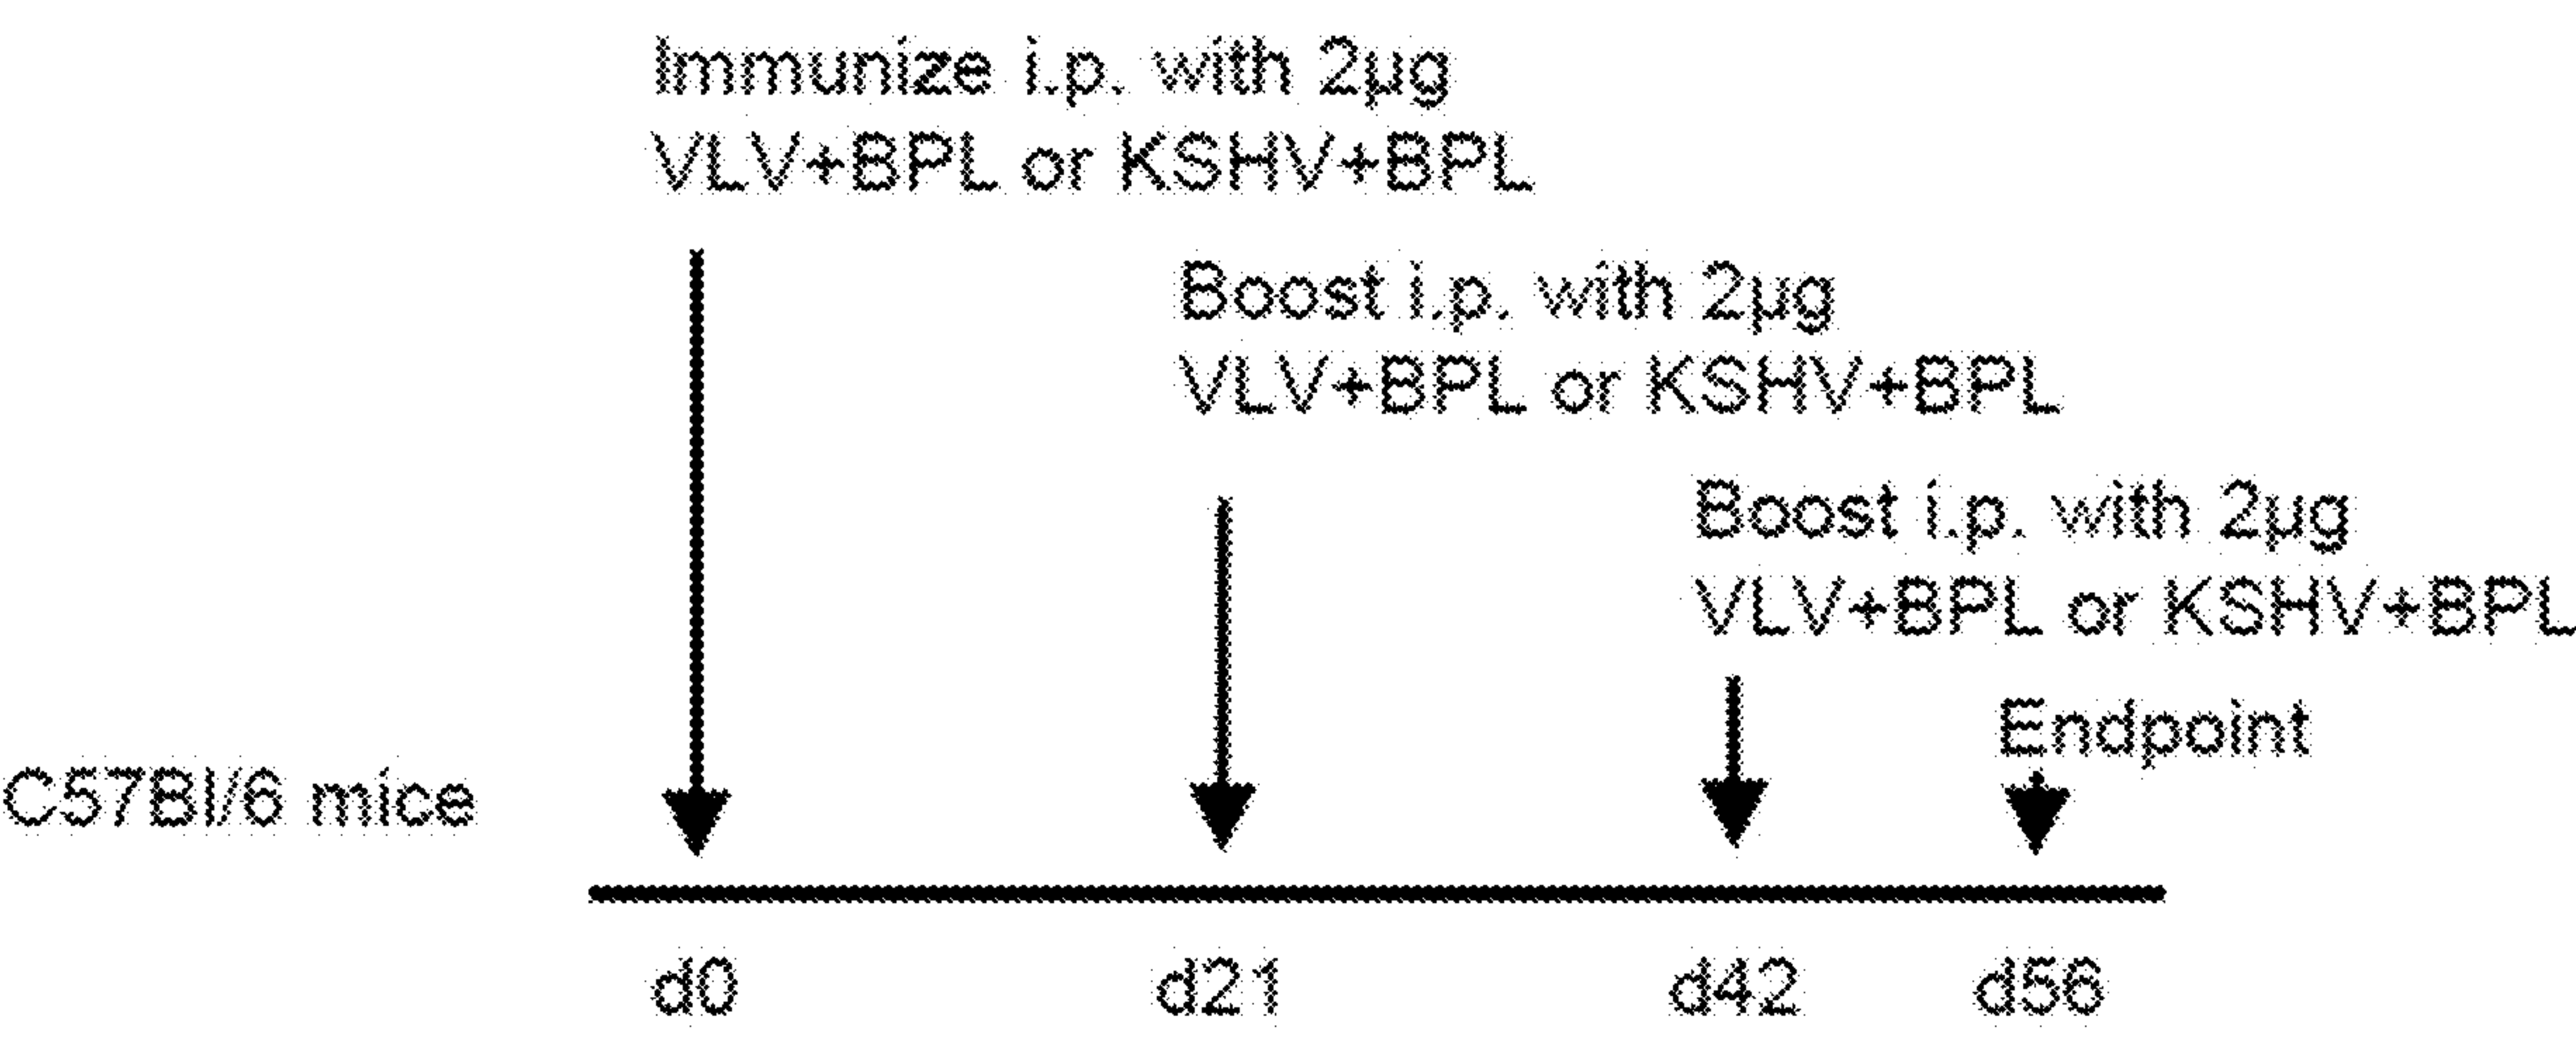 Immunize i.p. with 2µg
VLV+BPL or KSHV+BPL
Boost i.p. with 2µg
VLV+BPL or KSHV+BPL
Boost i.p. with 2µg
VLV+BPL or KSHV+BPL
Endpoint
C57Bl/6 mice
d0 d21 d42 d56